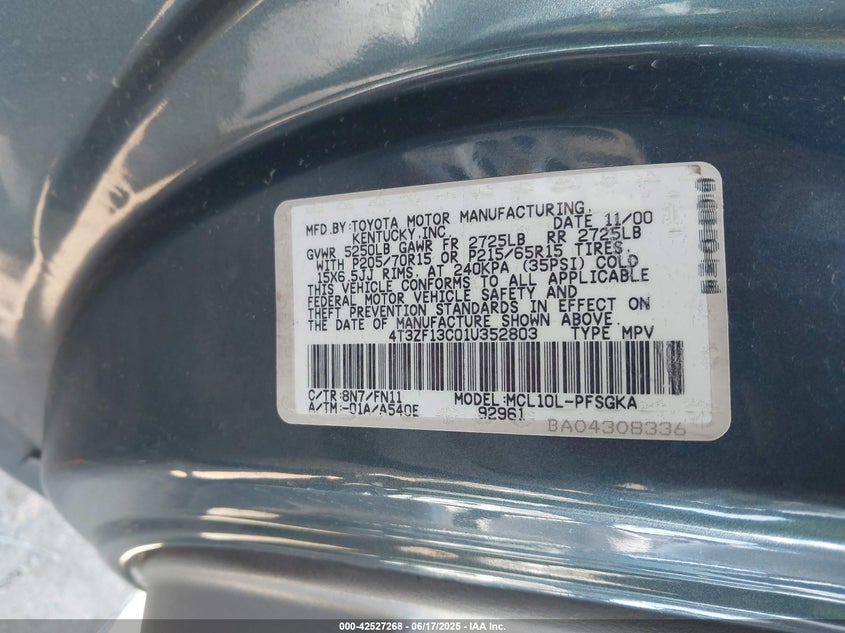 MFD.BY:TOYOTA MOTOR MANUFACTURING, DATE 11/00
KENTUCKY,INC.
GVWR 5250LB GAWR FR 2725LB RR 2725LB
WITH P205/70R15 OR P215/65R15 TIRES.
15X6.5JJ RIMS, AT 240KPA (35PSI) COLD
THIS VEHICLE CONFORMS TO ALL APPLICABLE
FEDERAL MOTOR VEHICLE SAFETY AND
THEFT PREVENTION STANDARDS IN EFFECT ON
THE DATE OF MANUFACTURE SHOWN ABOVE.
4T3ZF13C01U352803 TYPE MPV
C/TR:8N7/FN11 MODEL:MCL10L-PFSGKA
A/TM:-01A/A540E 92961
BA04308336
000-42527268 - 06/17/2025 - IAA Inc.